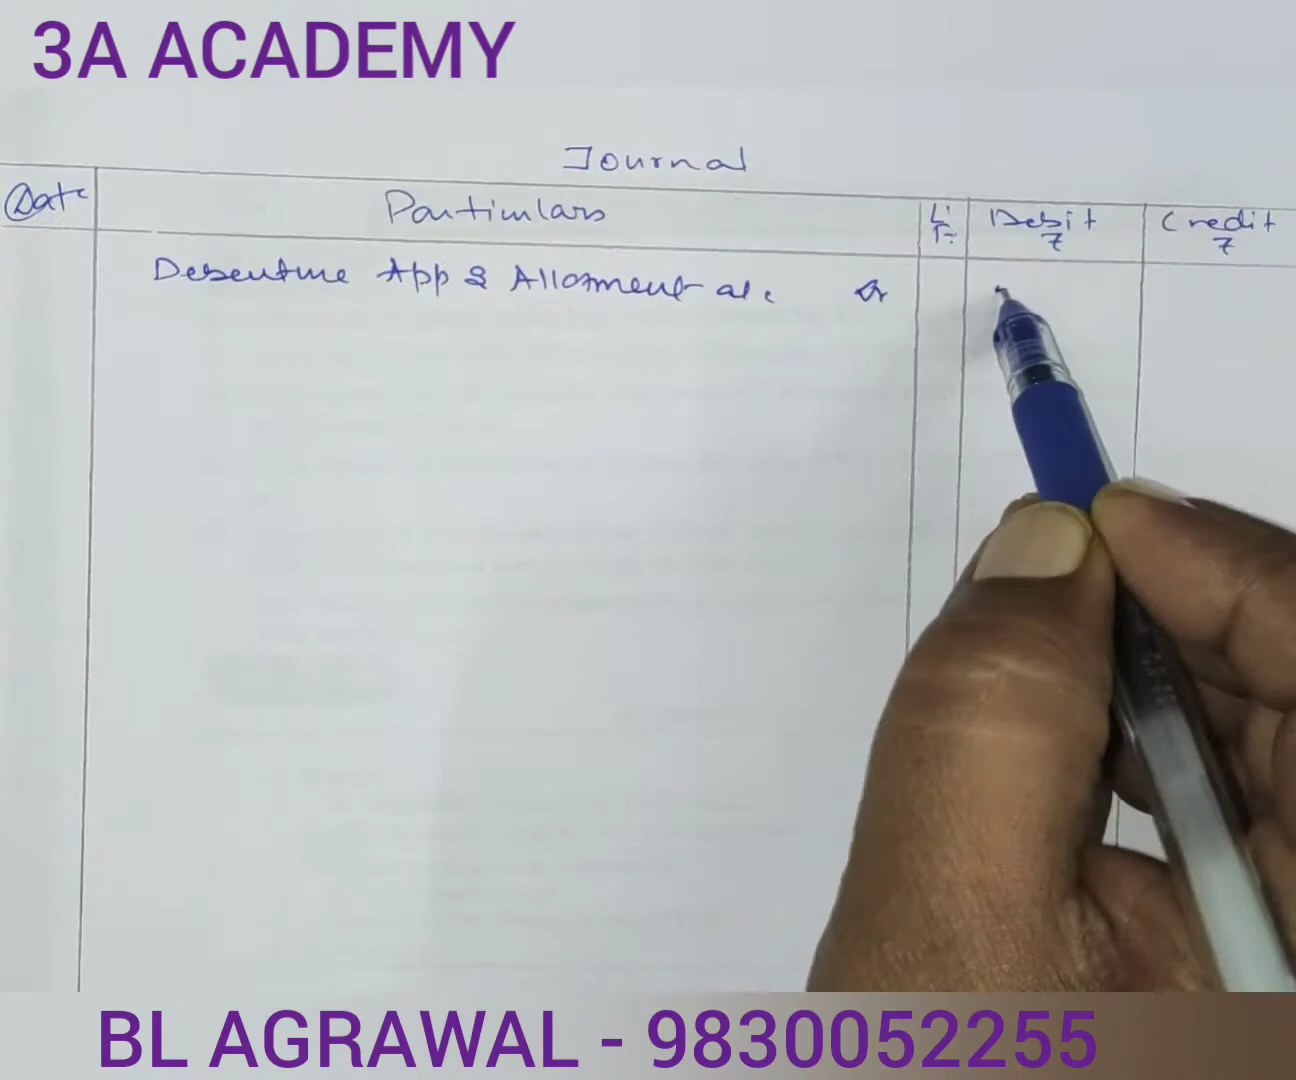 3A ACADEMY
Journal
Date Particulars L.F. Debit ₹ Credit ₹
Debenture App & Allotment a/c Dr
BL AGRAWAL - 9830052255